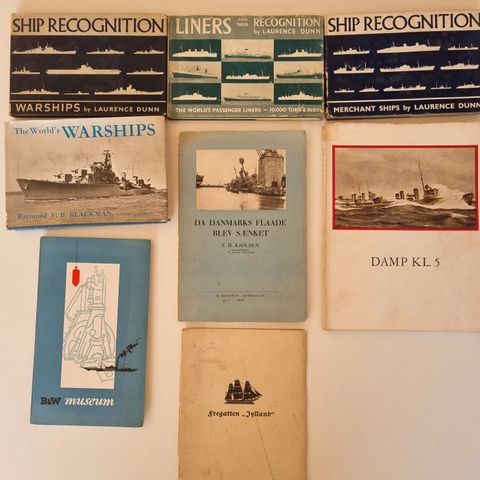 SHIP RECOGNITION
WARSHIPS by LAURENCE DUNN
LINERS AND THEIR RECOGNITION
by LAURENCE DUNN
THE WORLD'S PASSENGER LINERS — 10,000 TONS & OVER
SHIP RECOGNITION
MERCHANT SHIPS by LAURENCE DUNN
The World's WARSHIPS
Raymond V. B. BLACKMAN,
DA DANMARKS FLAADE
BLEV SÆNKET
F. H. KJØLSEN
DAMP KL. 5
B&W museum
Fregatten „Jylland"